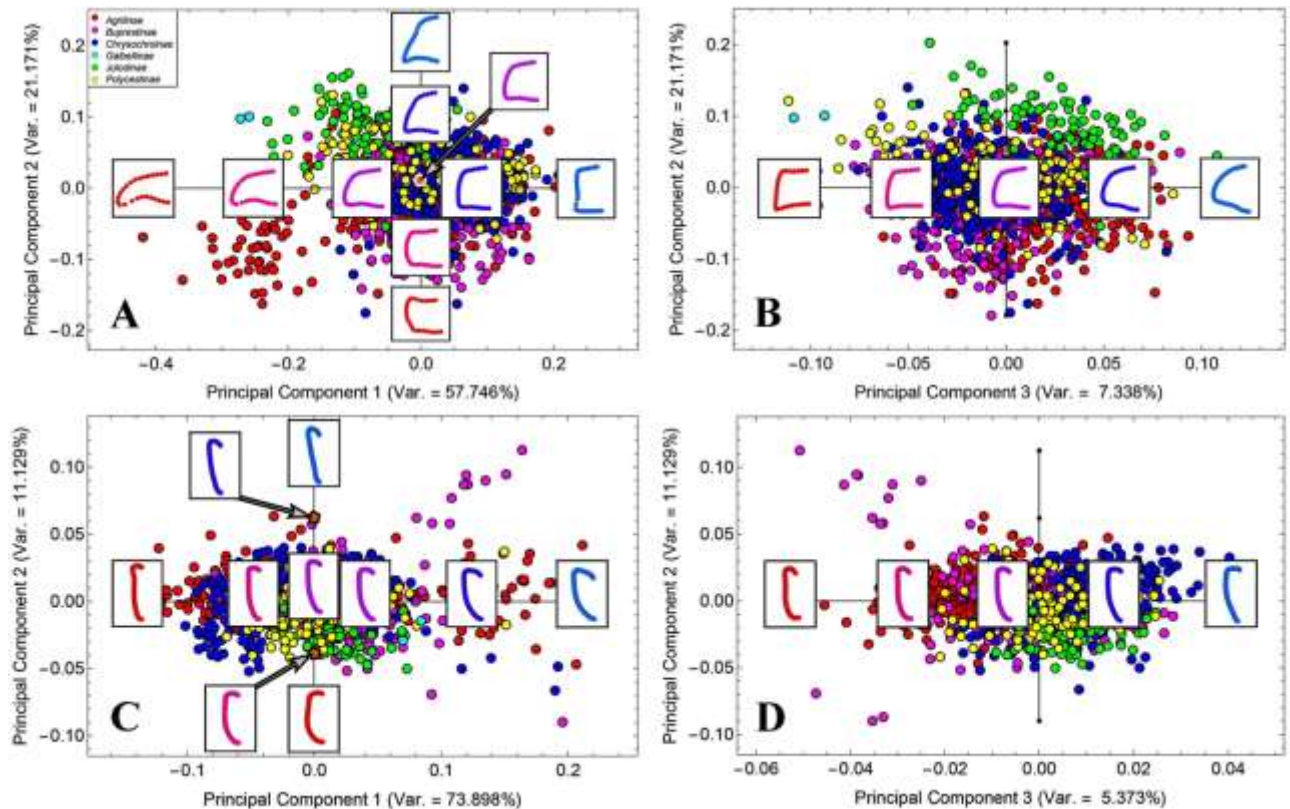 Agrilinae
Buprestinae
Chrysochroinae
Galbellinae
Julodinae
Polycestinae
Principal Component 2 (Var. = 21.171%)
0.2
0.1
0.0
−0.1
−0.2
A
−0.4
−0.2
0.0
0.2
Principal Component 1 (Var. = 57.746%)
Principal Component 2 (Var. = 21.171%)
0.2
0.1
0.0
−0.1
−0.2
B
−0.10
−0.05
0.00
0.05
0.10
Principal Component 3 (Var. = 7.338%)
Principal Component 2 (Var. = 11.129%)
0.10
0.05
0.00
−0.05
−0.10
C
−0.1
0.0
0.1
0.2
Principal Component 1 (Var. = 73.898%)
Principal Component 2 (Var. = 11.129%)
0.10
0.05
0.00
−0.05
−0.10
D
−0.06
−0.04
−0.02
0.00
0.02
0.04
Principal Component 3 (Var. = 5.373%)